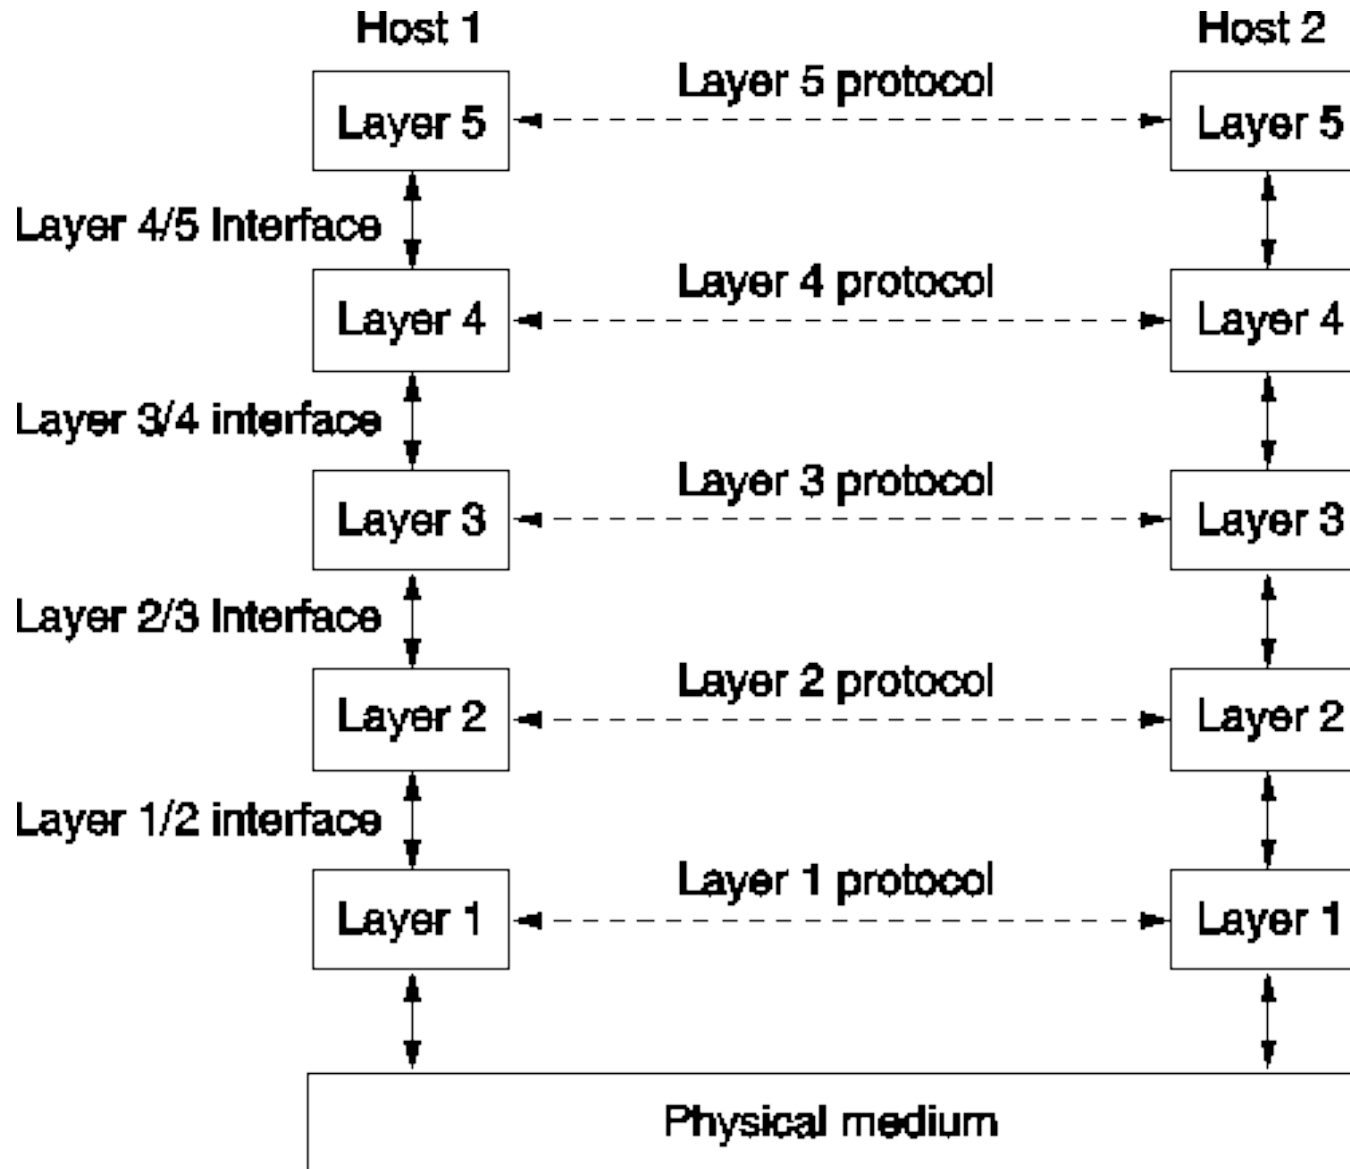 Host 1
Host 2
Layer 5 protocol
Layer 5
Layer 5
Layer 4/5 Interface
Layer 4 protocol
Layer 4
Layer 4
Layer 3/4 interface
Layer 3 protocol
Layer 3
Layer 3
Layer 2/3 Interface
Layer 2 protocol
Layer 2
Layer 2
Layer 1/2 interface
Layer 1 protocol
Layer 1
Layer 1
Physical medium